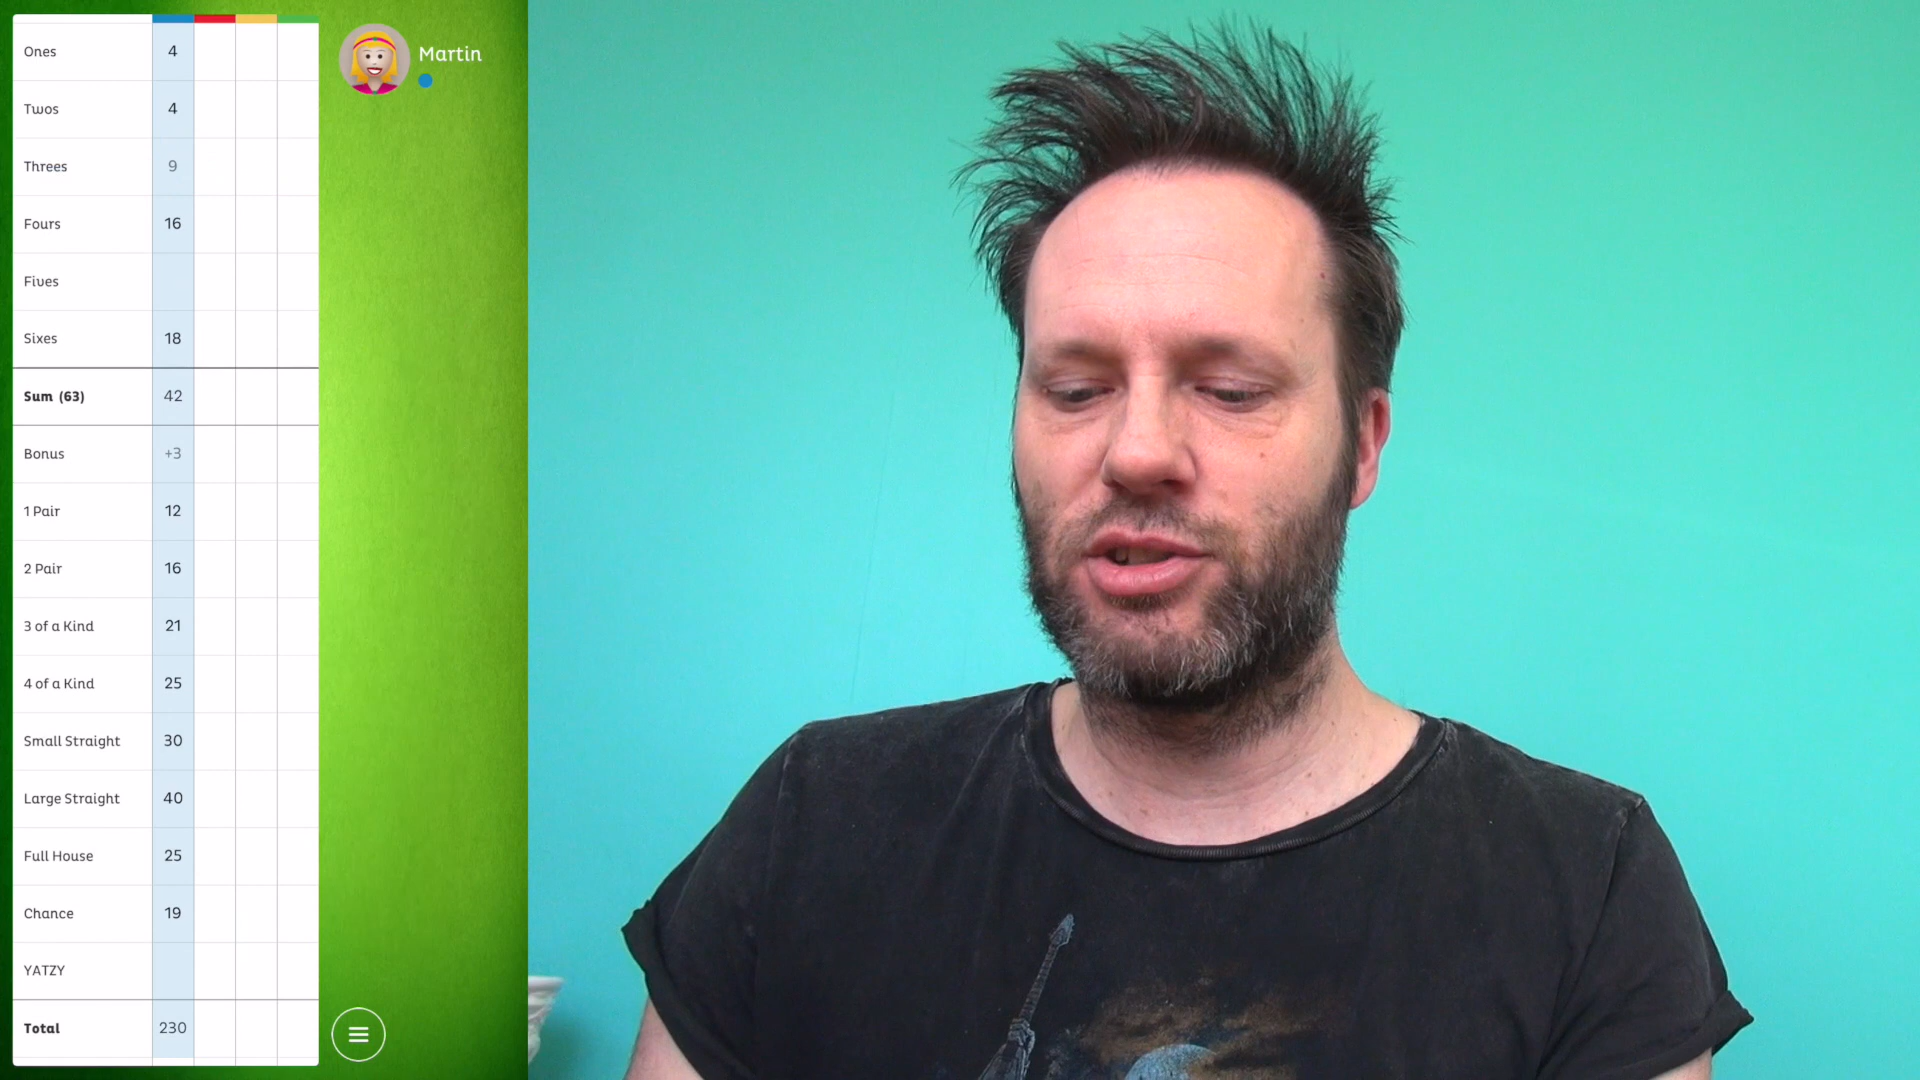 Ones 4
Twos 4
Threes 9
Fours 16
Fives
Sixes 18
Sum (63) 42
Bonus +3
1 Pair 12
2 Pair 16
3 of a Kind 21
4 of a Kind 25
Small Straight 30
Large Straight 40
Full House 25
Chance 19
YATZY
Total 230
Martin